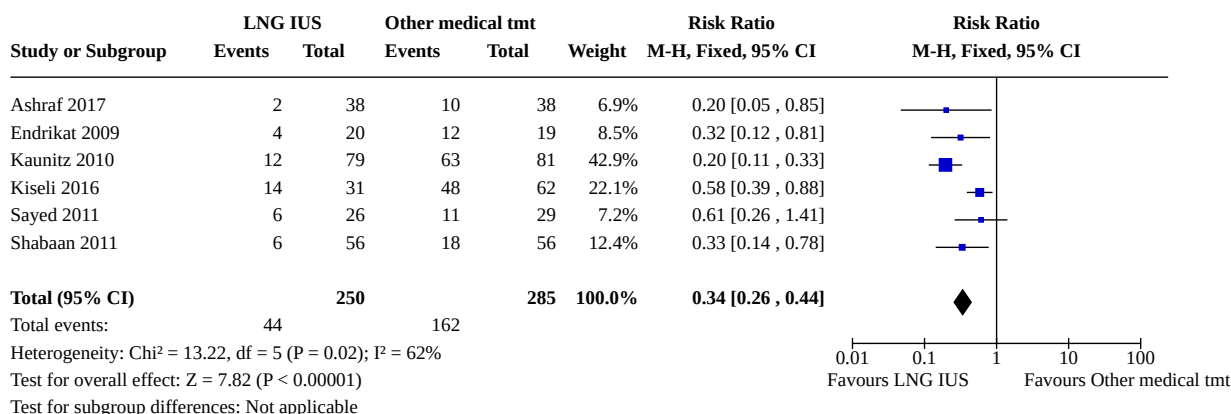 LNG IUS Other medical tmt Risk Ratio Risk Ratio
Study or Subgroup Events Total Events Total Weight M-H, Fixed, 95% CI M-H, Fixed, 95% CI
Ashraf 2017 2 38 10 38 6.9% 0.20 [0.05 , 0.85]
Endrikat 2009 4 20 12 19 8.5% 0.32 [0.12 , 0.81]
Kaunitz 2010 12 79 63 81 42.9% 0.20 [0.11 , 0.33]
Kiseli 2016 14 31 48 62 22.1% 0.58 [0.39 , 0.88]
Sayed 2011 6 26 11 29 7.2% 0.61 [0.26 , 1.41]
Shabaan 2011 6 56 18 56 12.4% 0.33 [0.14 , 0.78]
Total (95% CI) 250 285 100.0% 0.34 [0.26 , 0.44]
Total events: 44 162
Heterogeneity: Chi² = 13.22, df = 5 (P = 0.02); I² = 62%
0.01 0.1 1 10 100
Test for overall effect: Z = 7.82 (P < 0.00001)
Favours LNG IUS Favours Other medical tmt
Test for subgroup differences: Not applicable